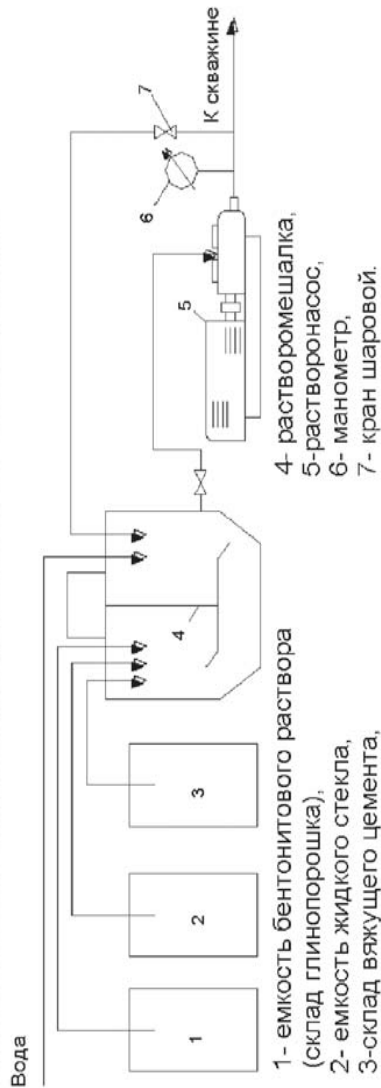 Вода
1
2
3
4
5
6
7
К скважине
1- емкость бентонитового раствора
(склад глинопорошка),
2- емкость жидкого стекла,
3-склад вяжущего цемента,
4- растворомешалка,
5-растворонасос,
6- манометр,
7- кран шаровой.